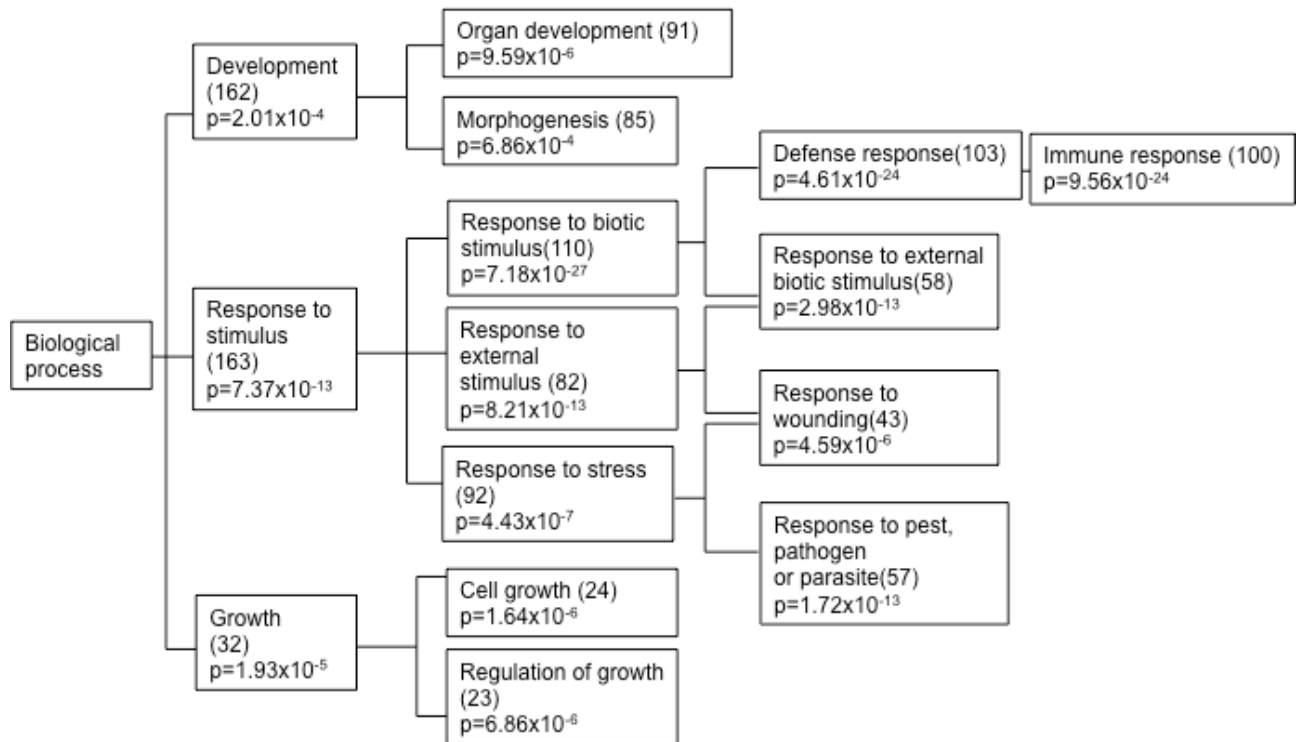 Biological
process
Development
(162)
p=2.01x10-4
Organ development (91)
p=9.59x10-6
Morphogenesis (85)
p=6.86x10-4
Response to
stimulus
(163)
p=7.37x10-13
Response to biotic
stimulus(110)
p=7.18x10-27
Defense response(103)
p=4.61x10-24
Immune response (100)
p=9.56x10-24
Response to external
biotic stimulus(58)
p=2.98x10-13
Response to
external
stimulus (82)
p=8.21x10-13
Response to
wounding(43)
p=4.59x10-6
Response to stress
(92)
p=4.43x10-7
Response to pest,
pathogen
or parasite(57)
p=1.72x10-13
Growth
(32)
p=1.93x10-5
Cell growth (24)
p=1.64x10-6
Regulation of growth
(23)
p=6.86x10-6